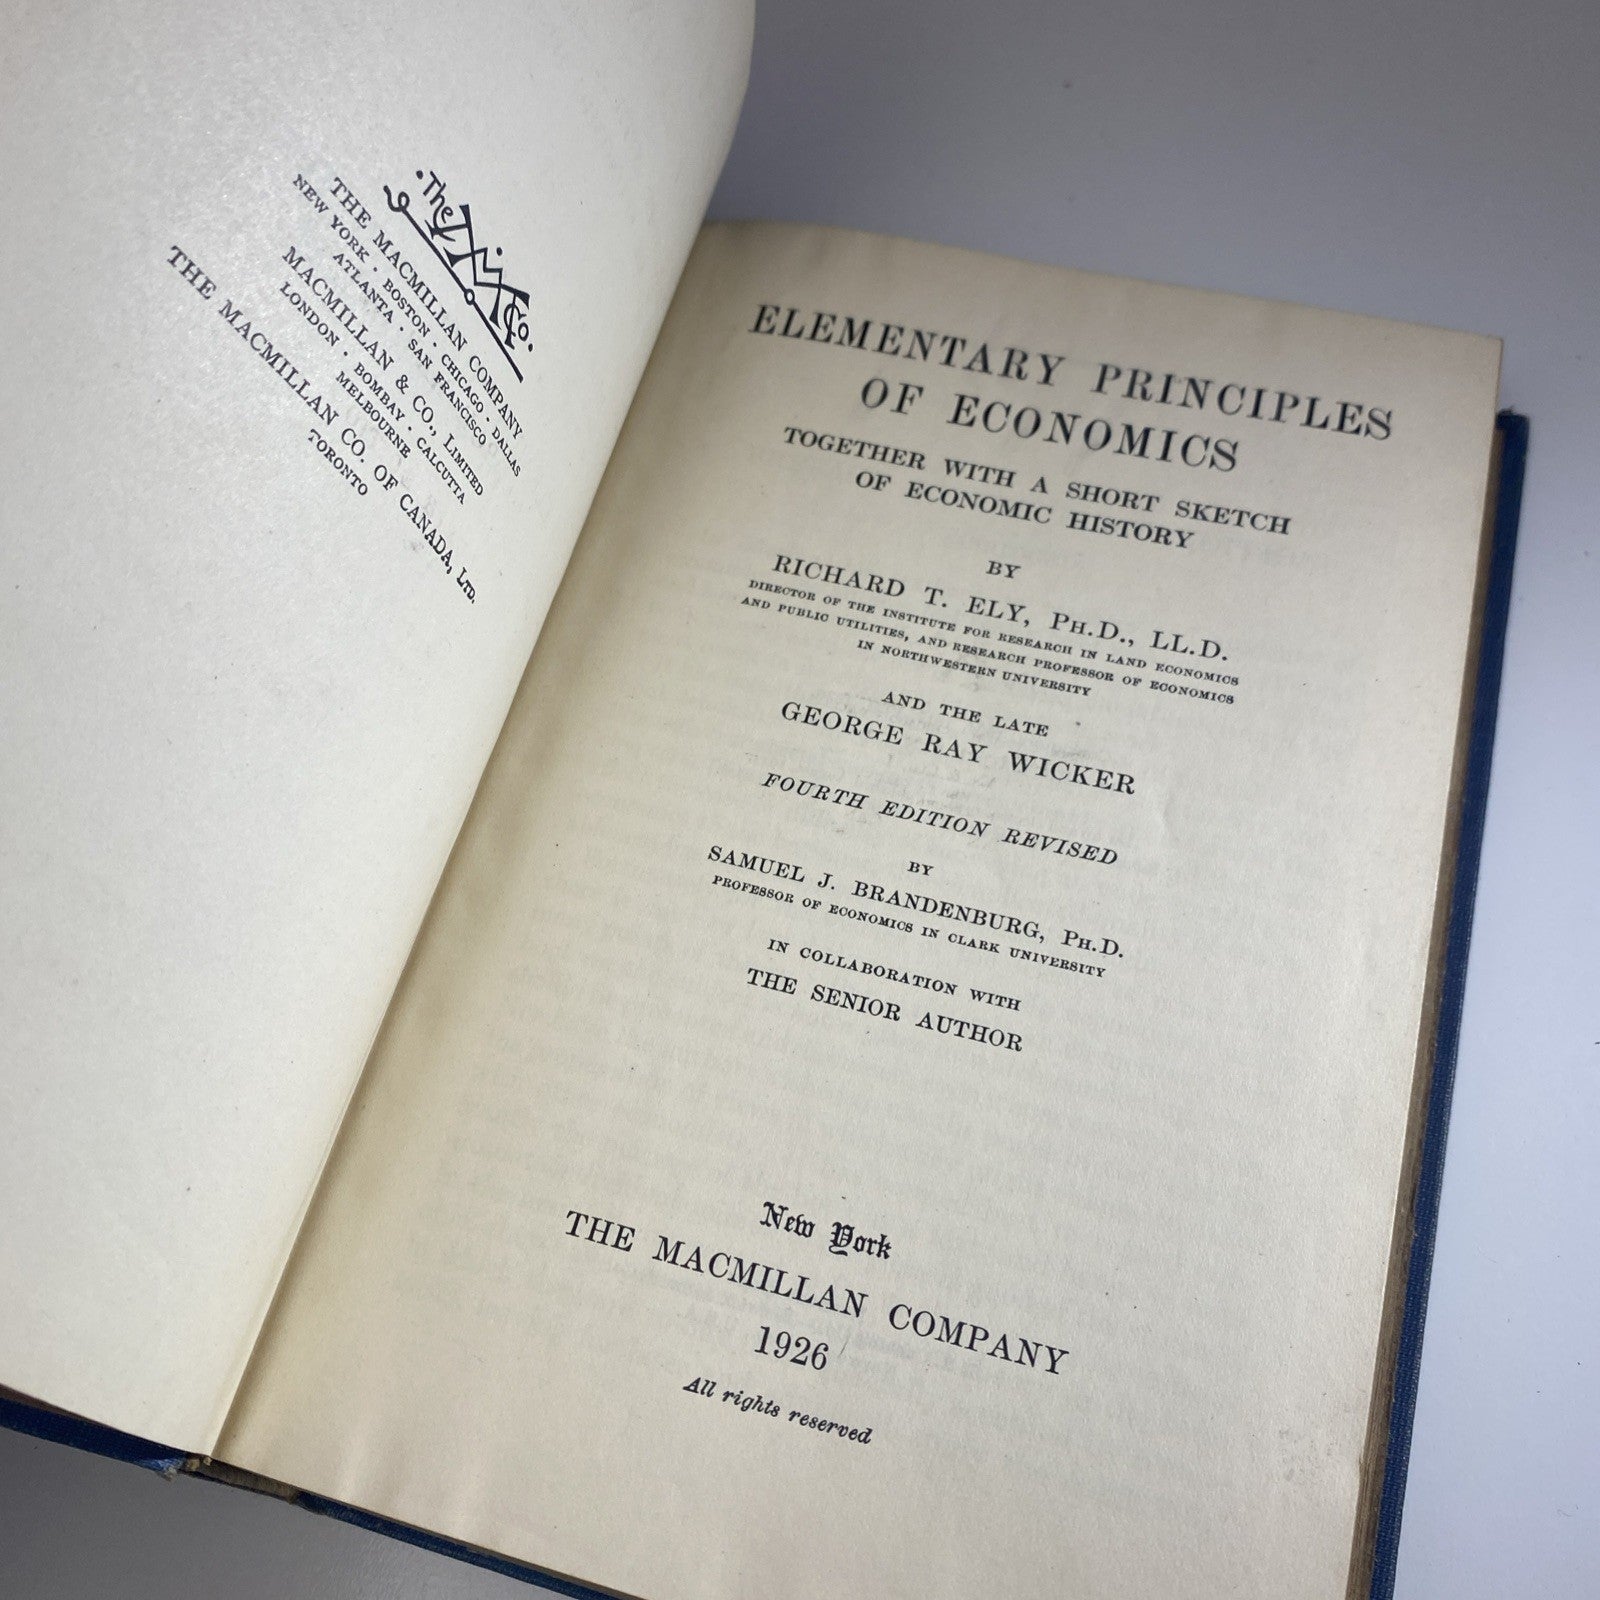 ·The MM Co.·
THE MACMILLAN COMPANY
NEW YORK · BOSTON · CHICAGO · DALLAS
ATLANTA · SAN FRANCISCO
MACMILLAN & CO., LIMITED
LONDON · BOMBAY · CALCUTTA
MELBOURNE
THE MACMILLAN CO. OF CANADA, LTD.
TORONTO
ELEMENTARY PRINCIPLES
OF ECONOMICS
TOGETHER WITH A SHORT SKETCH
OF ECONOMIC HISTORY
BY
RICHARD T. ELY, PH.D., LL.D.
DIRECTOR OF THE INSTITUTE FOR RESEARCH IN LAND ECONOMICS
AND PUBLIC UTILITIES, AND RESEARCH PROFESSOR OF ECONOMICS
IN NORTHWESTERN UNIVERSITY
AND THE LATE
GEORGE RAY WICKER
FOURTH EDITION REVISED
BY
SAMUEL J. BRANDENBURG, PH.D.
PROFESSOR OF ECONOMICS IN CLARK UNIVERSITY
IN COLLABORATION WITH
THE SENIOR AUTHOR
New York
THE MACMILLAN COMPANY
1926
All rights reserved